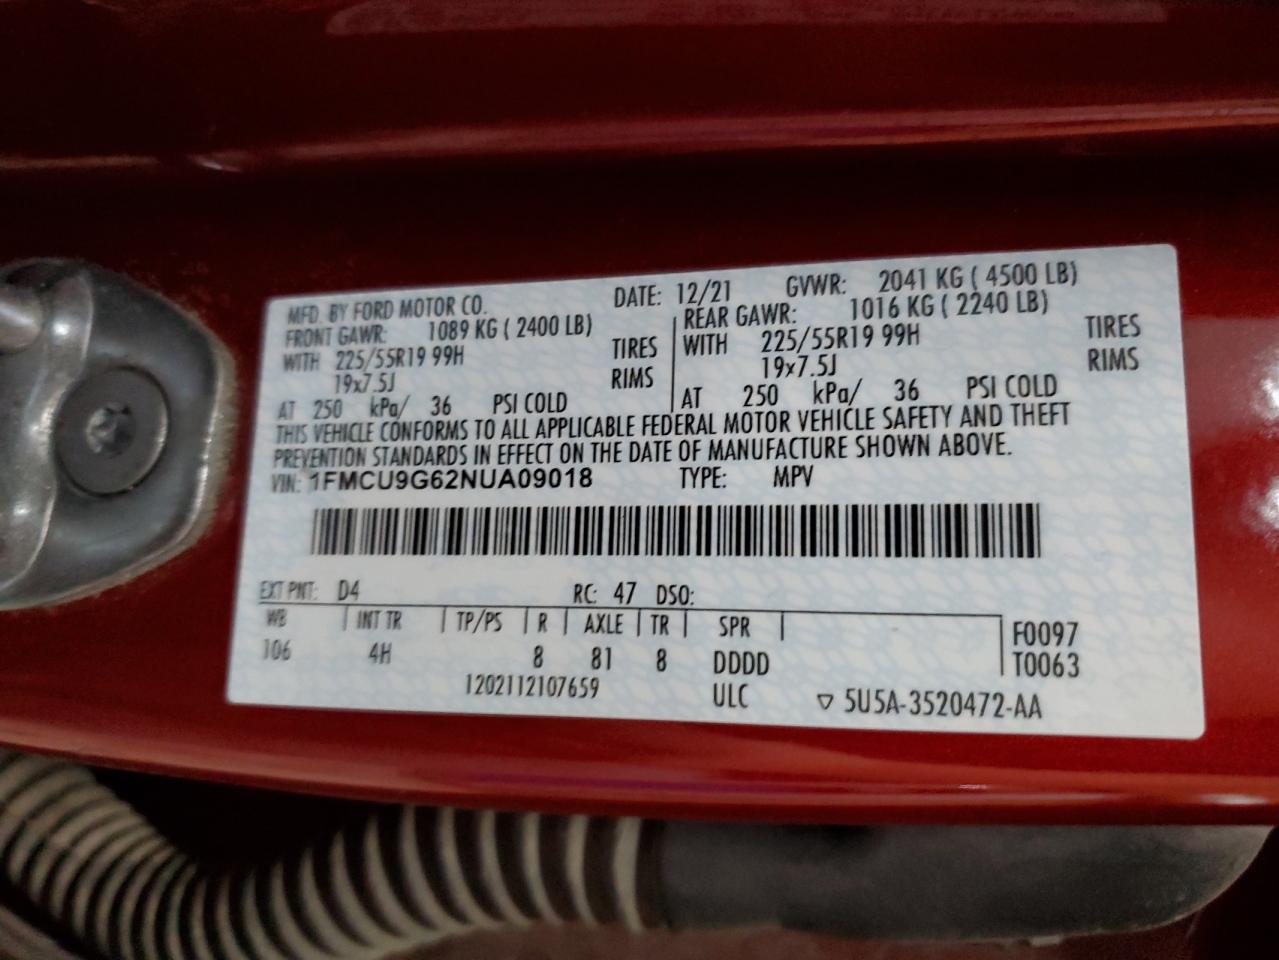 MFD. BY FORD MOTOR CO. DATE: 12/21 GVWR: 2041 KG ( 4500 LB)
FRONT GAWR: 1089 KG ( 2400 LB) REAR GAWR: 1016 KG ( 2240 LB)
WITH 225/55R19 99H TIRES WITH 225/55R19 99H TIRES
19x7.5J RIMS 19x7.5J RIMS
AT 250 kPa/ 36 PSI COLD AT 250 kPa/ 36 PSI COLD
THIS VEHICLE CONFORMS TO ALL APPLICABLE FEDERAL MOTOR VEHICLE SAFETY AND THEFT
PREVENTION STANDARDS IN EFFECT ON THE DATE OF MANUFACTURE SHOWN ABOVE.
VIN: 1FMCU9G62NUA09018 TYPE: MPV
EXT PNT: D4 RC: 47 DSO:
WB INT TR TP/PS R AXLE TR SPR F0097
106 4H 8 81 8 DDDD T0063
1202112107659 ULC ▽ 5U5A-3520472-AA